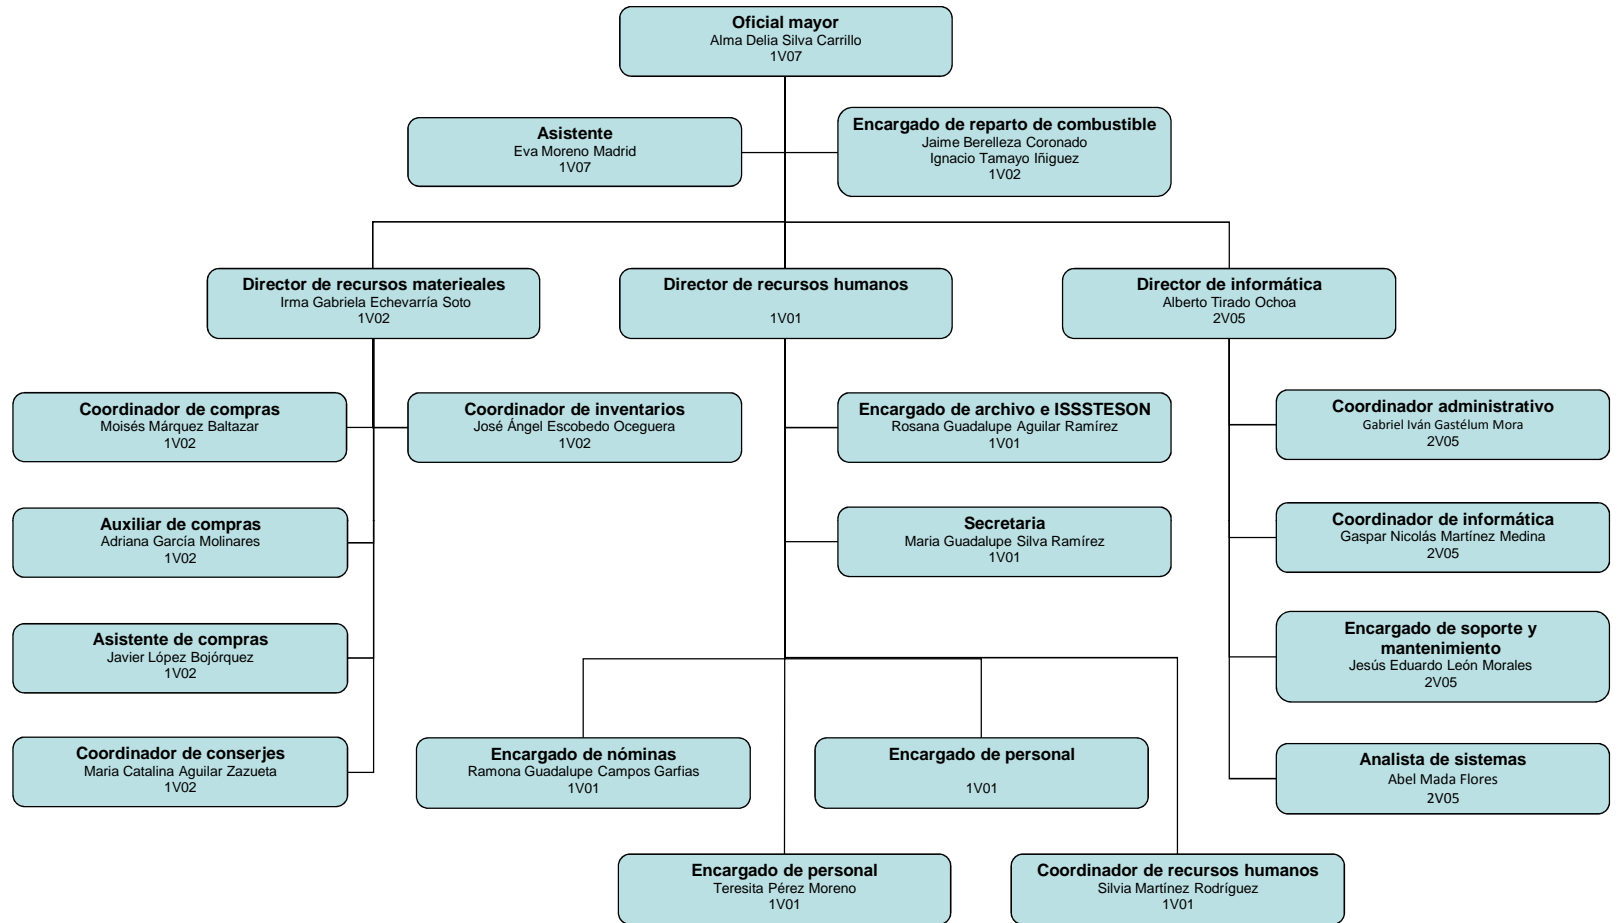 Oficial mayor
Alma Delia Silva Carrillo
1V07
Asistente
Eva Moreno Madrid
1V07
Encargado de reparto de combustible
Jaime Berelleza Coronado
Ignacio Tamayo Iñiguez
1V02
Director de recursos materieales
Irma Gabriela Echevarría Soto
1V02
Director de recursos humanos
1V01
Director de informática
Alberto Tirado Ochoa
2V05
Coordinador de compras
Moisés Márquez Baltazar
1V02
Coordinador de inventarios
José Ángel Escobedo Oceguera
1V02
Encargado de archivo e ISSSTESON
Rosana Guadalupe Aguilar Ramírez
1V01
Coordinador administrativo
Gabriel Iván Gastélum Mora
2V05
Auxiliar de compras
Adriana García Molinares
1V02
Secretaria
Maria Guadalupe Silva Ramírez
1V01
Coordinador de informática
Gaspar Nicolás Martínez Medina
2V05
Asistente de compras
Javier López Bojórquez
1V02
Encargado de soporte y
mantenimiento
Jesús Eduardo León Morales
2V05
Coordinador de conserjes
Maria Catalina Aguilar Zazueta
1V02
Encargado de nóminas
Ramona Guadalupe Campos Garfias
1V01
Encargado de personal
1V01
Analista de sistemas
Abel Mada Flores
2V05
Encargado de personal
Teresita Pérez Moreno
1V01
Coordinador de recursos humanos
Silvia Martínez Rodríguez
1V01